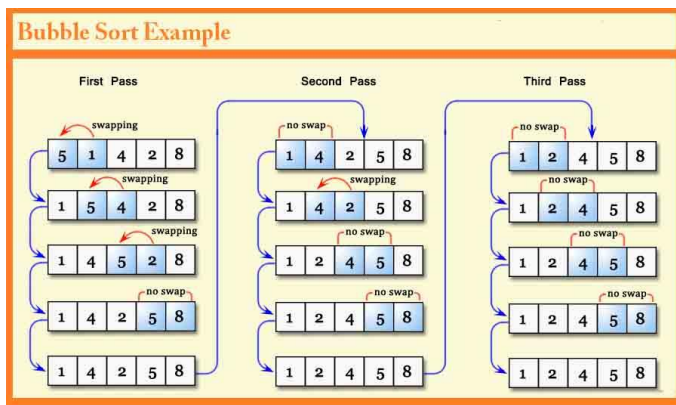 Bubble Sort Example
First Pass
swapping
5 1 4 2 8
swapping
1 5 4 2 8
swapping
1 4 5 2 8
no swap
1 4 2 5 8
1 4 2 5 8
Second Pass
no swap
1 4 2 5 8
swapping
1 4 2 5 8
no swap
1 2 4 5 8
no swap
1 2 4 5 8
1 2 4 5 8
Third Pass
no swap
1 2 4 5 8
no swap
1 2 4 5 8
no swap
1 2 4 5 8
no swap
1 2 4 5 8
1 2 4 5 8